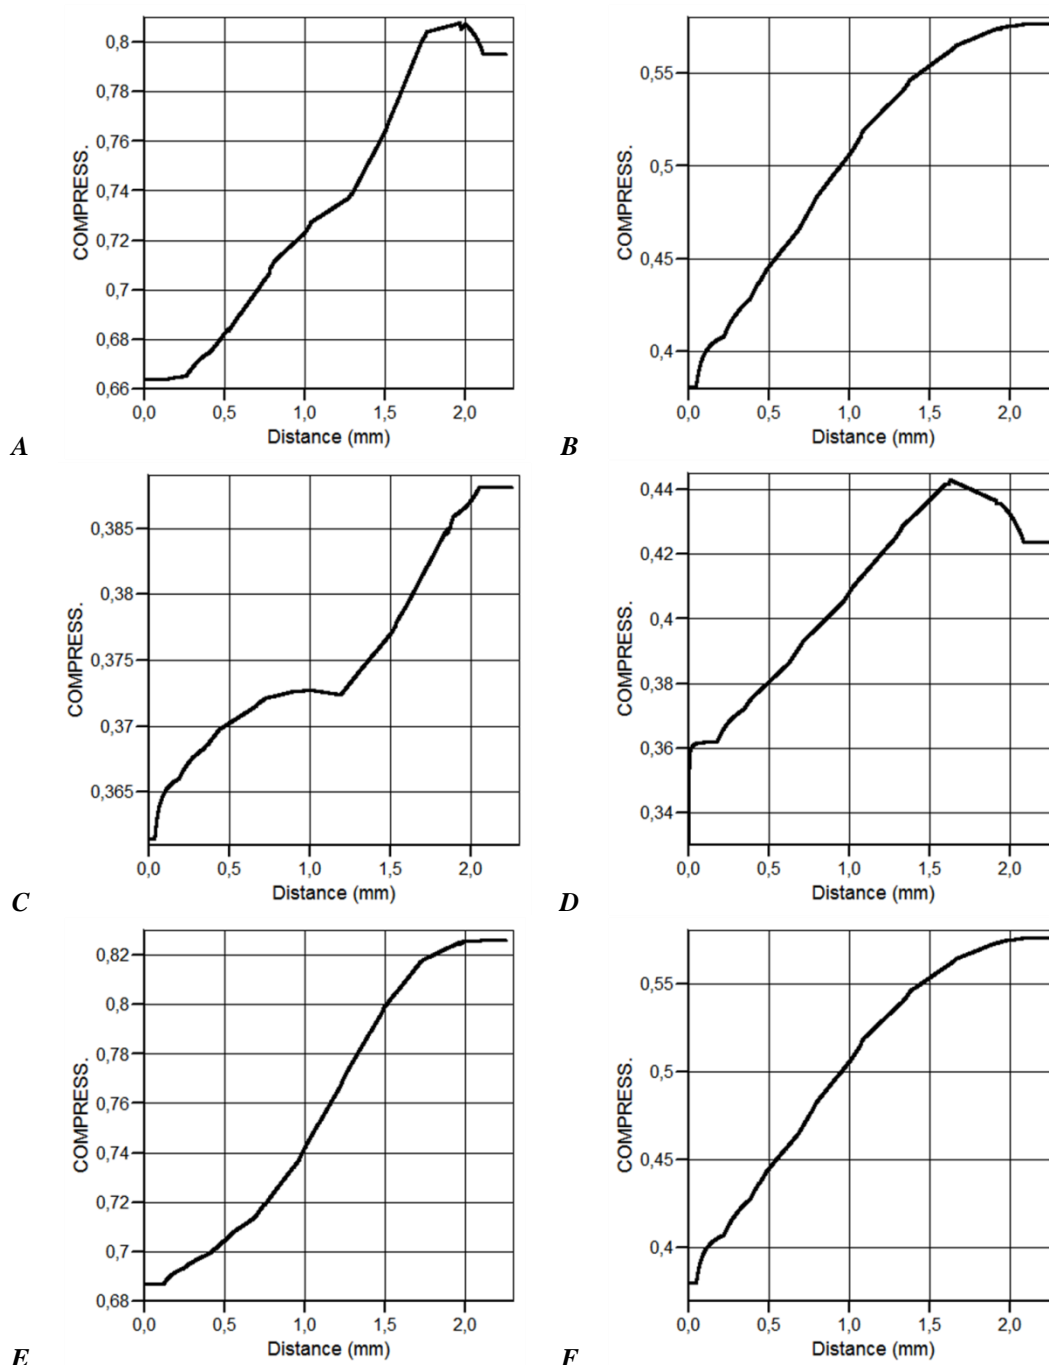 COMPRESS.
0,8
0,78
0,76
0,74
0,72
0,7
0,68
0,66
0,0 0,5 1,0 1,5 2,0
Distance (mm)
A
COMPRESS.
0,55
0,5
0,45
0,4
0,0 0,5 1,0 1,5 2,0
Distance (mm)
B
COMPRESS.
0,385
0,38
0,375
0,37
0,365
0,0 0,5 1,0 1,5 2,0
Distance (mm)
C
COMPRESS.
0,44
0,42
0,4
0,38
0,36
0,34
0,0 0,5 1,0 1,5 2,0
Distance (mm)
D
COMPRESS.
0,82
0,8
0,78
0,76
0,74
0,72
0,7
0,68
0,0 0,5 1,0 1,5 2,0
Distance (mm)
E
COMPRESS.
0,55
0,5
0,45
0,4
0,0 0,5 1,0 1,5 2,0
Distance (mm)
F